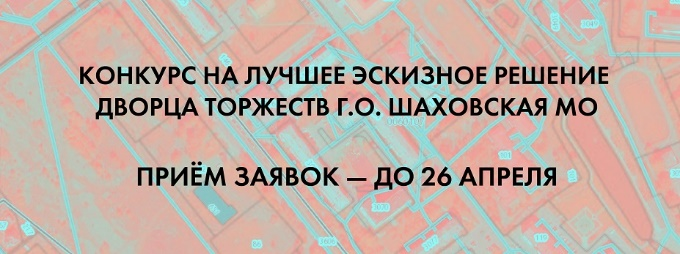 КОНКУРС НА ЛУЧШЕЕ ЭСКИЗНОЕ РЕШЕНИЕ
ДВОРЦА ТОРЖЕСТВ Г.О. ШАХОВСКАЯ МО
ПРИЁМ ЗАЯВОК — ДО 26 АПРЕЛЯ